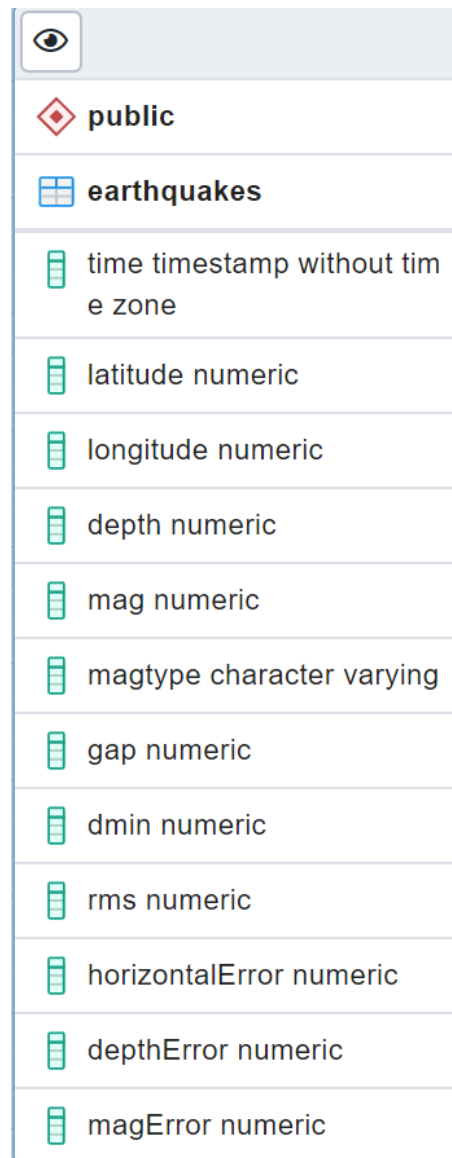 public
earthquakes
time timestamp without tim
e zone
latitude numeric
longitude numeric
depth numeric
mag numeric
magtype character varying
gap numeric
dmin numeric
rms numeric
horizontalError numeric
depthError numeric
magError numeric